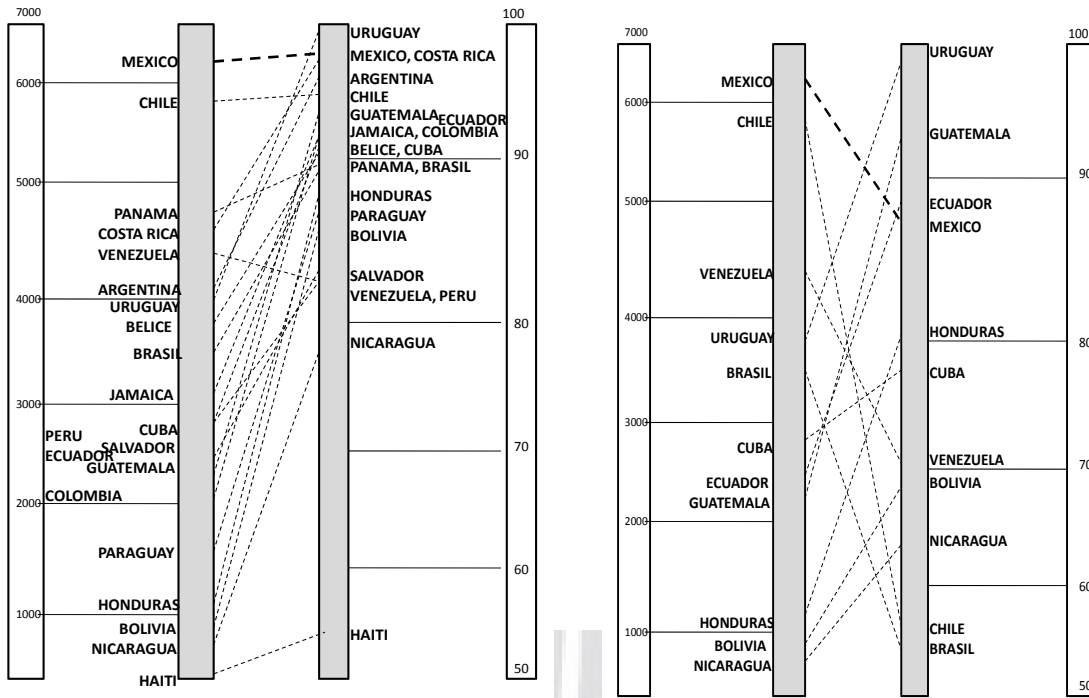 7000
100
URUGUAY
MEXICO
MEXICO, COSTA RICA
6000
ARGENTINA
CHILE
CHILE
GUATEMALA
ECUADOR
JAMAICA, COLOMBIA
BELICE, CUBA
90
PANAMA, BRASIL
5000
HONDURAS
PANAMA
PARAGUAY
COSTA RICA
BOLIVIA
VENEZUELA
SALVADOR
ARGENTINA
VENEZUELA, PERU
4000
URUGUAY
BELICE
80
NICARAGUA
BRASIL
JAMAICA
3000
CUBA
PERU
SALVADOR
70
ECUADOR
GUATEMALA
COLOMBIA
2000
PARAGUAY
60
HONDURAS
1000
BOLIVIA
HAITI
NICARAGUA
HAITI
50
7000
100
URUGUAY
MEXICO
6000
CHILE
GUATEMALA
90
5000
ECUADOR
MEXICO
VENEZUELA
4000
URUGUAY
HONDURAS
80
BRASIL
CUBA
3000
CUBA
VENEZUELA
70
ECUADOR
BOLIVIA
GUATEMALA
2000
NICARAGUA
60
HONDURAS
CHILE
1000
BOLIVIA
BRASIL
NICARAGUA
50